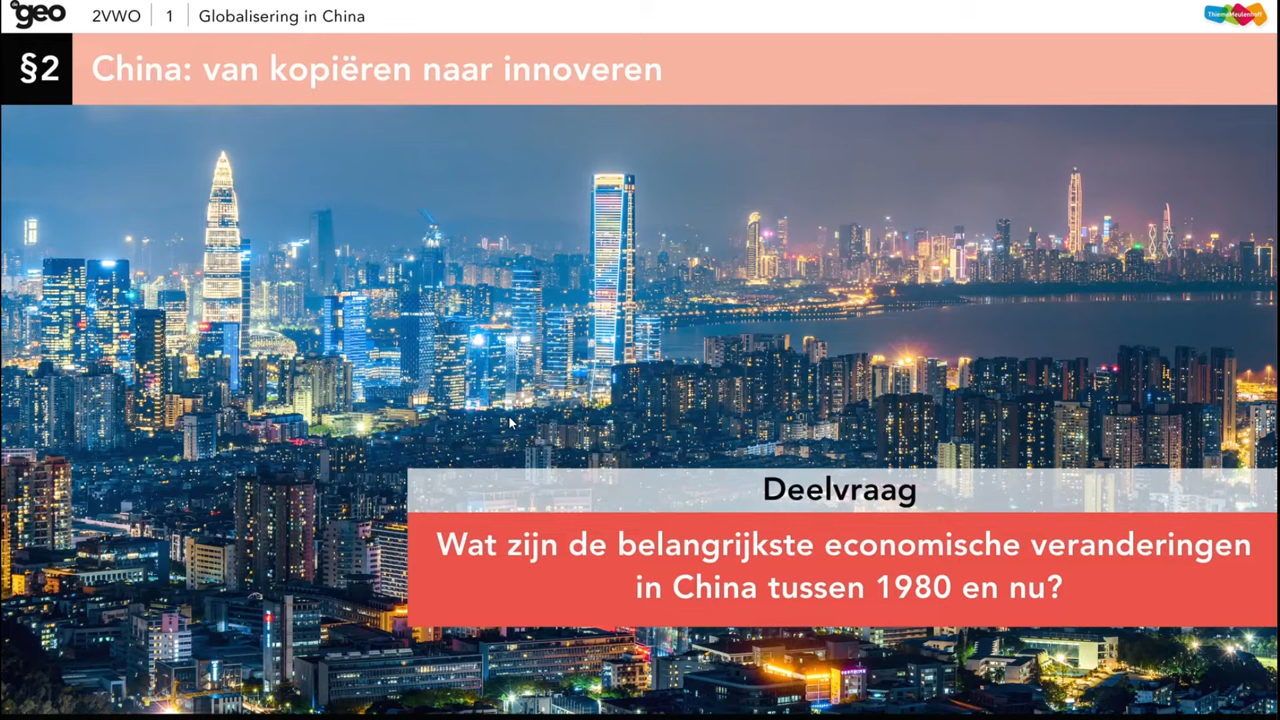 geo
2VWO
1
Globalisering in China
ThiemeMeulenhoff
§2
China: van kopiëren naar innoveren
Deelvraag
Wat zijn de belangrijkste economische veranderingen
in China tussen 1980 en nu?